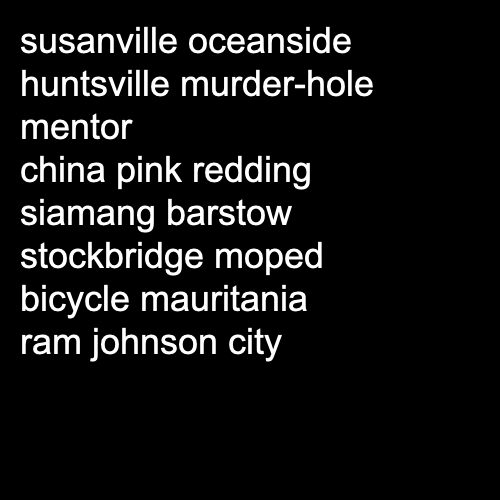 susanville oceanside
huntsville murder-hole
mentor
china pink redding
siamang barstow
stockbridge moped
bicycle mauritania
ram johnson city